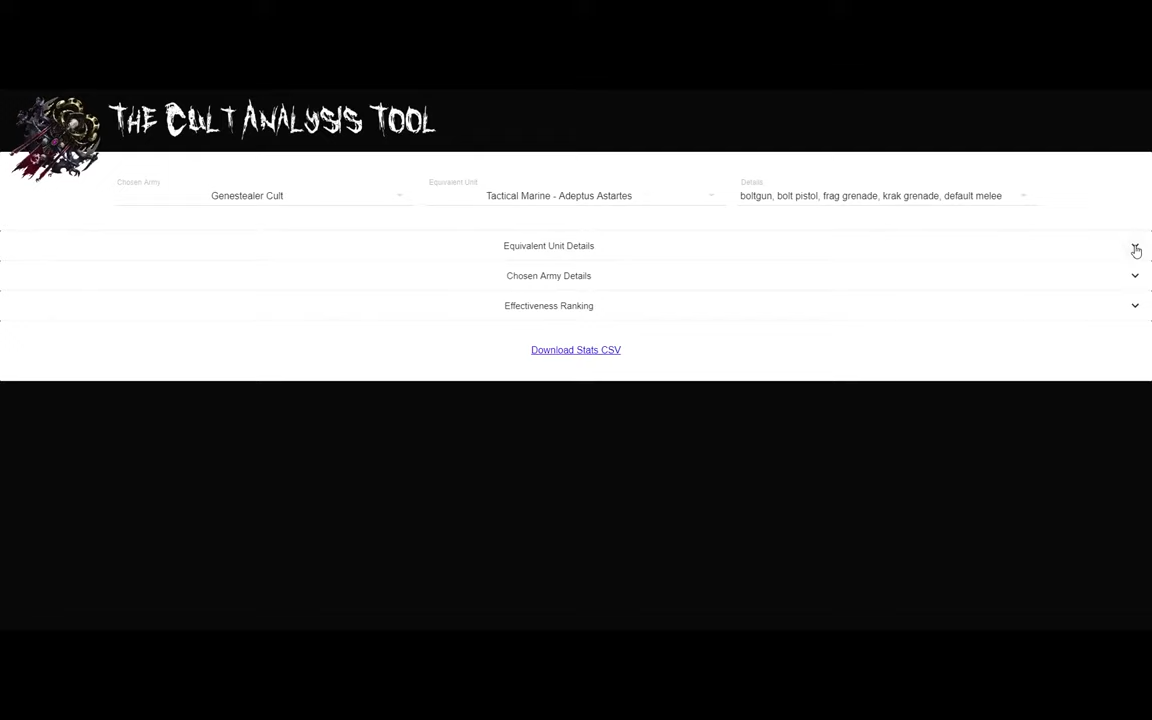 The Cult Analysis Tool
Chosen Army
Equivalent Unit
Details
Genestealer Cult
Tactical Marine - Adeptus Astartes
boltgun, bolt pistol, frag grenade, krak grenade, default melee
Equivalent Unit Details
Chosen Army Details
Effectiveness Ranking
Download Stats CSV